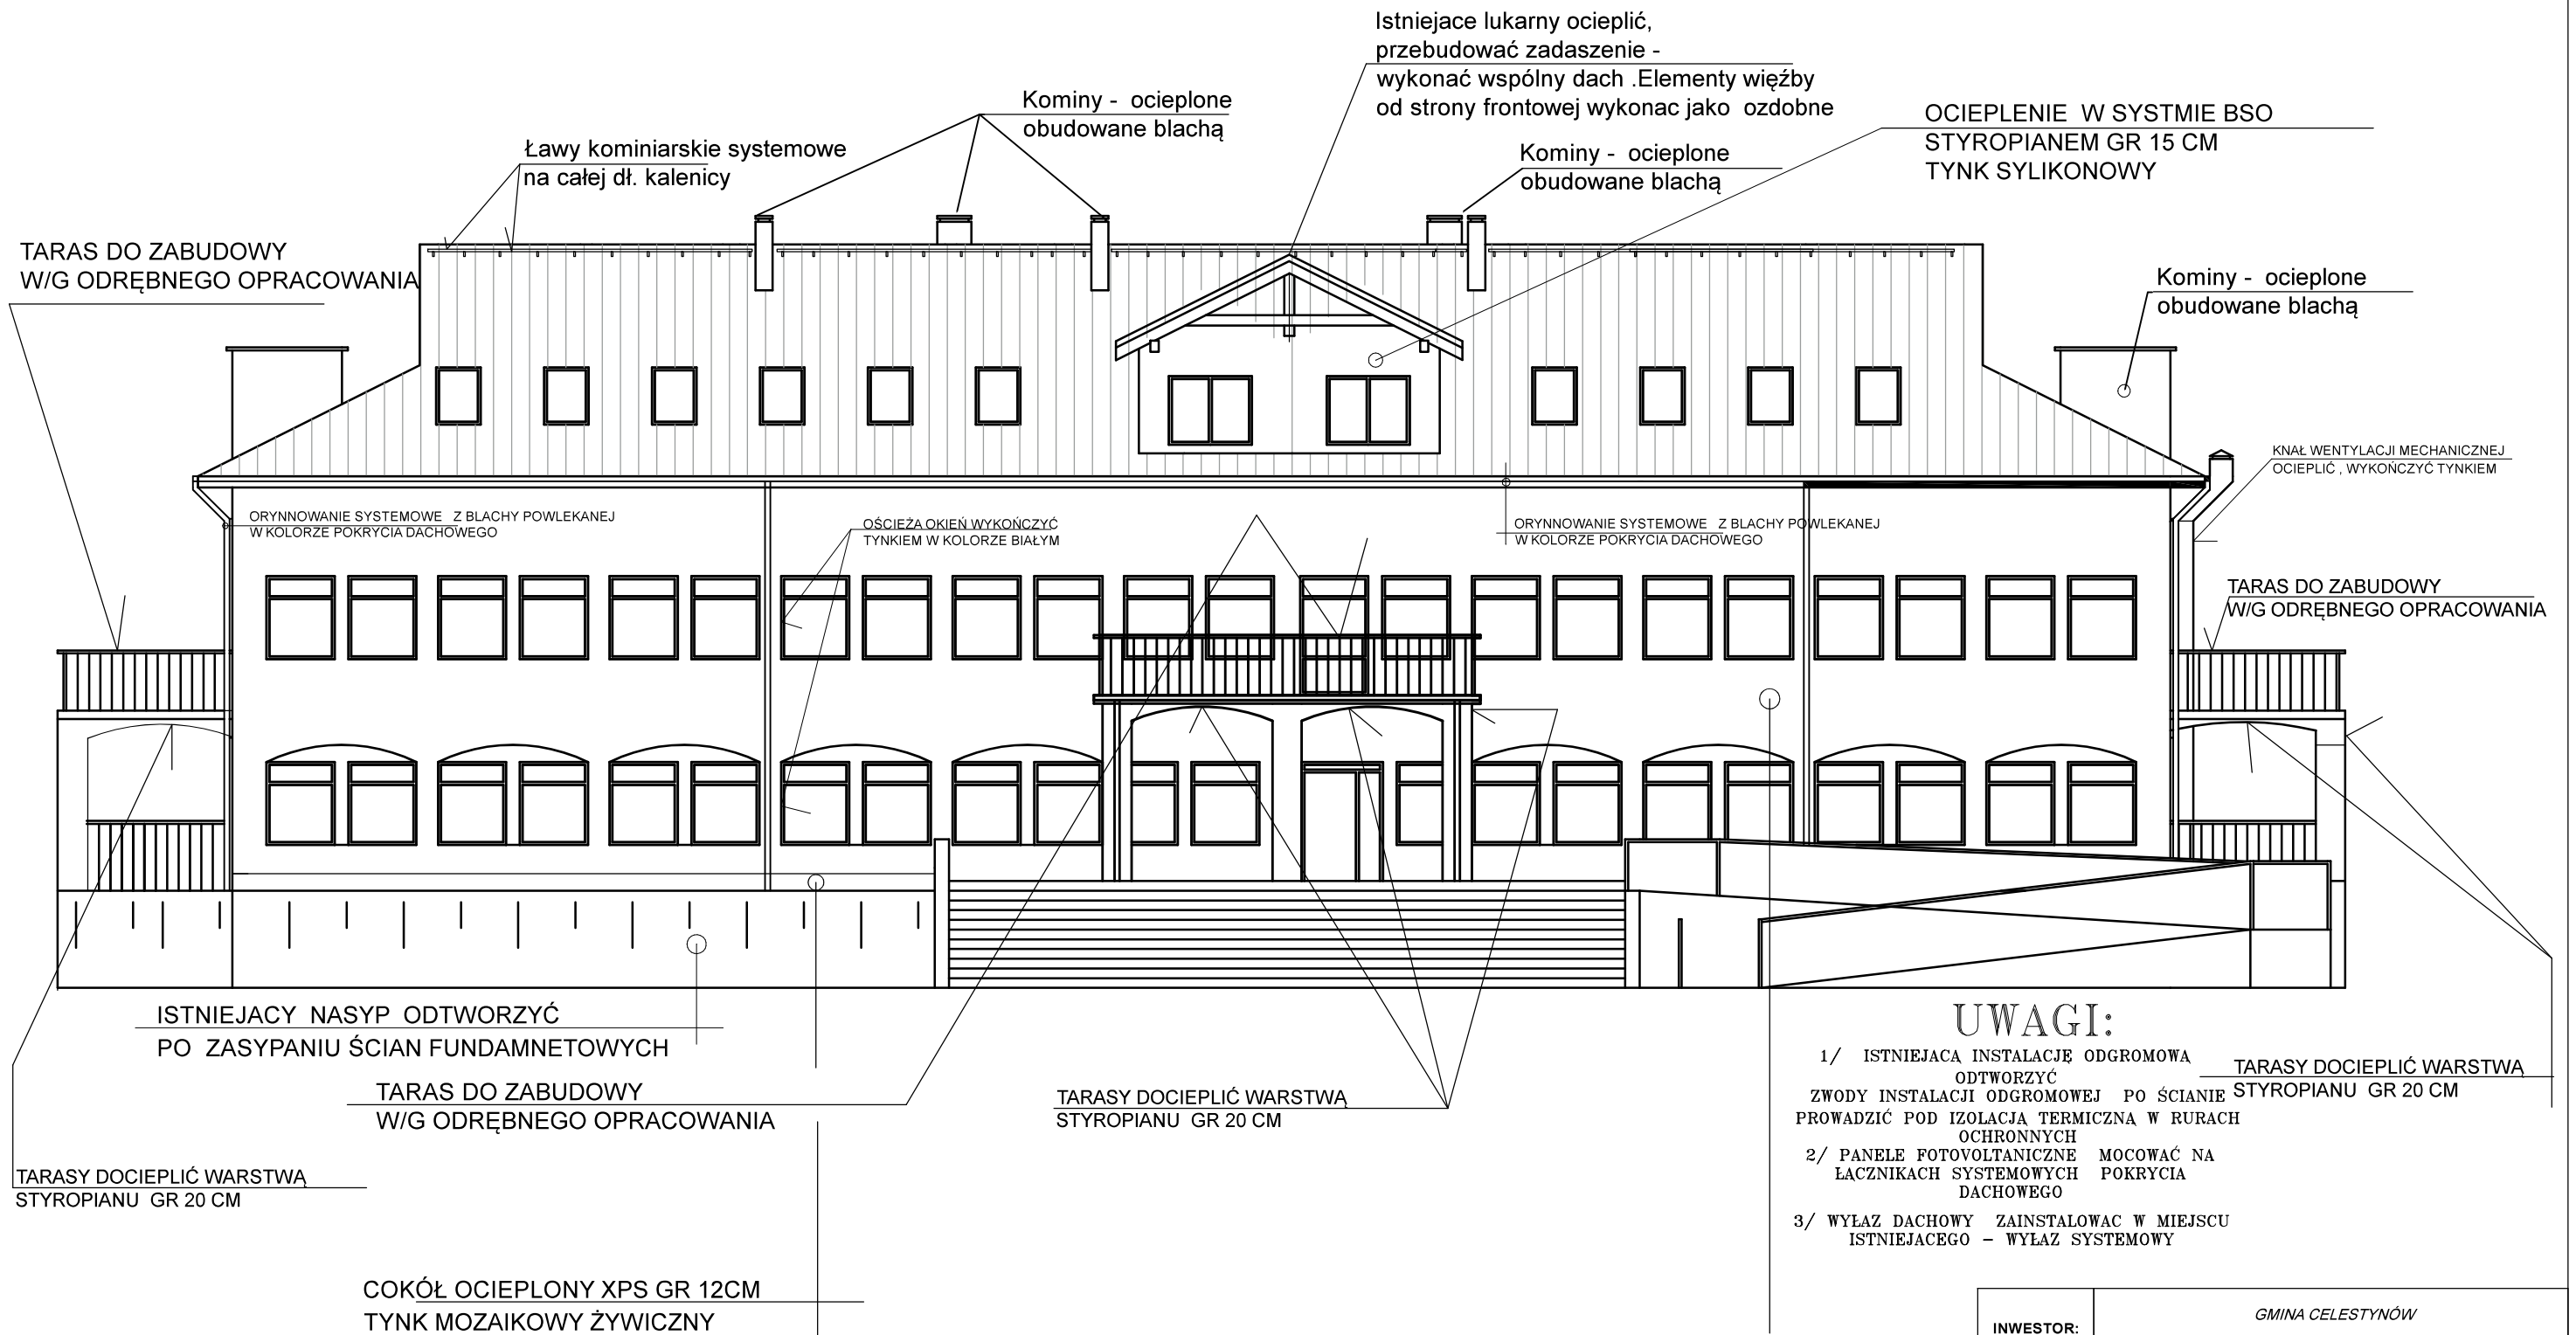 Istniejace lukarny ocieplić,
przebudować zadaszenie -
wykonać wspólny dach .Elementy więźby
od strony frontowej wykonac jako ozdobne
Kominy - ocieplone
obudowane blachą
OCIEPLENIE W SYSTMIE BSO
STYROPIANEM GR 15 CM
TYNK SYLIKONOWY
Ławy kominiarskie systemowe
na całej dł. kalenicy
Kominy - ocieplone
obudowane blachą
TARAS DO ZABUDOWY
W/G ODRĘBNEGO OPRACOWANIA
Kominy - ocieplone
obudowane blachą
KNAŁ WENTYLACJI MECHANICZNEJ
OCIEPLIĆ , WYKOŃCZYĆ TYNKIEM
ORYNNOWANIE SYSTEMOWE Z BLACHY POWLEKANEJ
W KOLORZE POKRYCIA DACHOWEGO
OŚCIEŻA OKIEŃ WYKOŃCZYĆ
TYNKIEM W KOLORZE BIAŁYM
ORYNNOWANIE SYSTEMOWE Z BLACHY POWLEKANEJ
W KOLORZE POKRYCIA DACHOWEGO
TARAS DO ZABUDOWY
W/G ODRĘBNEGO OPRACOWANIA
ISTNIEJACY NASYP ODTWORZYĆ
PO ZASYPANIU ŚCIAN FUNDAMNETOWYCH
TARAS DO ZABUDOWY
W/G ODRĘBNEGO OPRACOWANIA
TARASY DOCIEPLIĆ WARSTWĄ
STYROPIANU GR 20 CM
UWAGI:
1/ ISTNIEJACĄ INSTALACJĘ ODGROMOWĄ
ODTWORZYĆ
ZWODY INSTALACJI ODGROMOWEJ PO ŚCIANIE
PROWADZIĆ POD IZOLACJĄ TERMICZNĄ W RURACH
OCHRONNYCH
2/ PANELE FOTOVOLTANICZNE MOCOWAĆ NA
ŁĄCZNIKACH SYSTEMOWYCH POKRYCIA
DACHOWEGO
3/ WYŁAZ DACHOWY ZAINSTALOWAC W MIEJSCU
ISTNIEJACEGO – WYŁAZ SYSTEMOWY
TARASY DOCIEPLIĆ WARSTWĄ
STYROPIANU GR 20 CM
TARASY DOCIEPLIĆ WARSTWĄ
STYROPIANU GR 20 CM
COKÓŁ OCIEPLONY XPS GR 12CM
TYNK MOZAIKOWY ŻYWICZNY
INWESTOR:
GMINA CELESTYNÓW